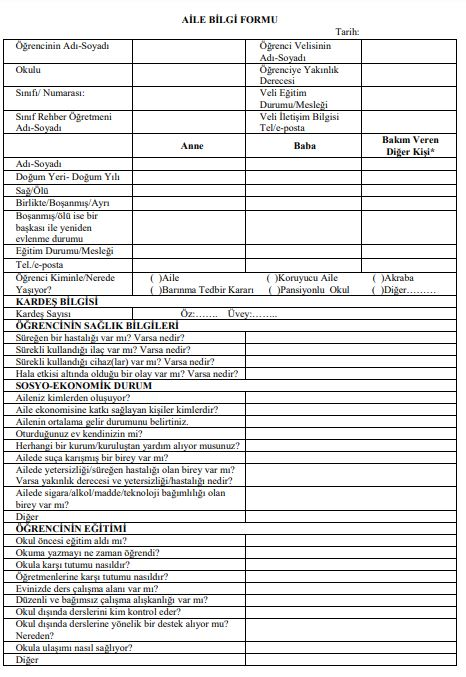 AİLE BİLGİ FORMU
Tarih:
Öğrencinin Adı-Soyadı
Öğrenci Velisinin
Adı-Soyadı
Okulu
Öğrenciye Yakınlık
Derecesi
Sınıfı/ Numarası:
Veli Eğitim
Durumu/Mesleği
Sınıf Rehber Öğretmeni
Adı-Soyadı
Veli İletişim Bilgisi
Tel/e-posta
Anne Baba Bakım Veren
Diğer Kişi*
Adı-Soyadı
Doğum Yeri- Doğum Yılı
Sağ/Ölü
Birlikte/Boşanmış/Ayrı
Boşanmış/ölü ise bir
başkası ile yeniden
evlenme durumu
Eğitim Durumu/Mesleği
Tel./e-posta
Öğrenci Kiminle/Nerede
Yaşıyor?
( )Aile ( )Koruyucu Aile ( )Akraba
( )Barınma Tedbir Kararı ( )Pansiyonlu Okul ( )Diğer………
KARDEŞ BİLGİSİ
Kardeş Sayısı Öz:……. Üvey:……..
ÖĞRENCİNİN SAĞLIK BİLGİLERİ
Süreğen bir hastalığı var mı? Varsa nedir?
Sürekli kullandığı ilaç var mı? Varsa nedir?
Sürekli kullandığı cihaz(lar) var mı? Varsa nedir?
Hala etkisi altında olduğu bir olay var mı? Varsa nedir?
SOSYO-EKONOMİK DURUM
Aileniz kimlerden oluşuyor?
Aile ekonomisine katkı sağlayan kişiler kimlerdir?
Ailenin ortalama gelir durumunu belirtiniz.
Oturduğunuz ev kendinizin mi?
Herhangi bir kurum/kuruluştan yardım alıyor musunuz?
Ailede suça karışmış bir birey var mı?
Ailede yetersizliği/süreğen hastalığı olan birey var mı?
Varsa yakınlık derecesi ve yetersizliği/hastalığı nedir?
Ailede sigara/alkol/madde/teknoloji bağımlılığı olan
birey var mı?
Diğer
ÖĞRENCİNİN EĞİTİMİ
Okul öncesi eğitim aldı mı?
Okuma yazmayı ne zaman öğrendi?
Okula karşı tutumu nasıldır?
Öğretmenlerine karşı tutumu nasıldır?
Evinizde ders çalışma alanı var mı?
Düzenli ve bağımsız çalışma alışkanlığı var mı?
Okul dışında derslerini kim kontrol eder?
Okul dışında derslerine yönelik bir destek alıyor mu?
Nereden?
Okula ulaşımı nasıl sağlıyor?
Diğer